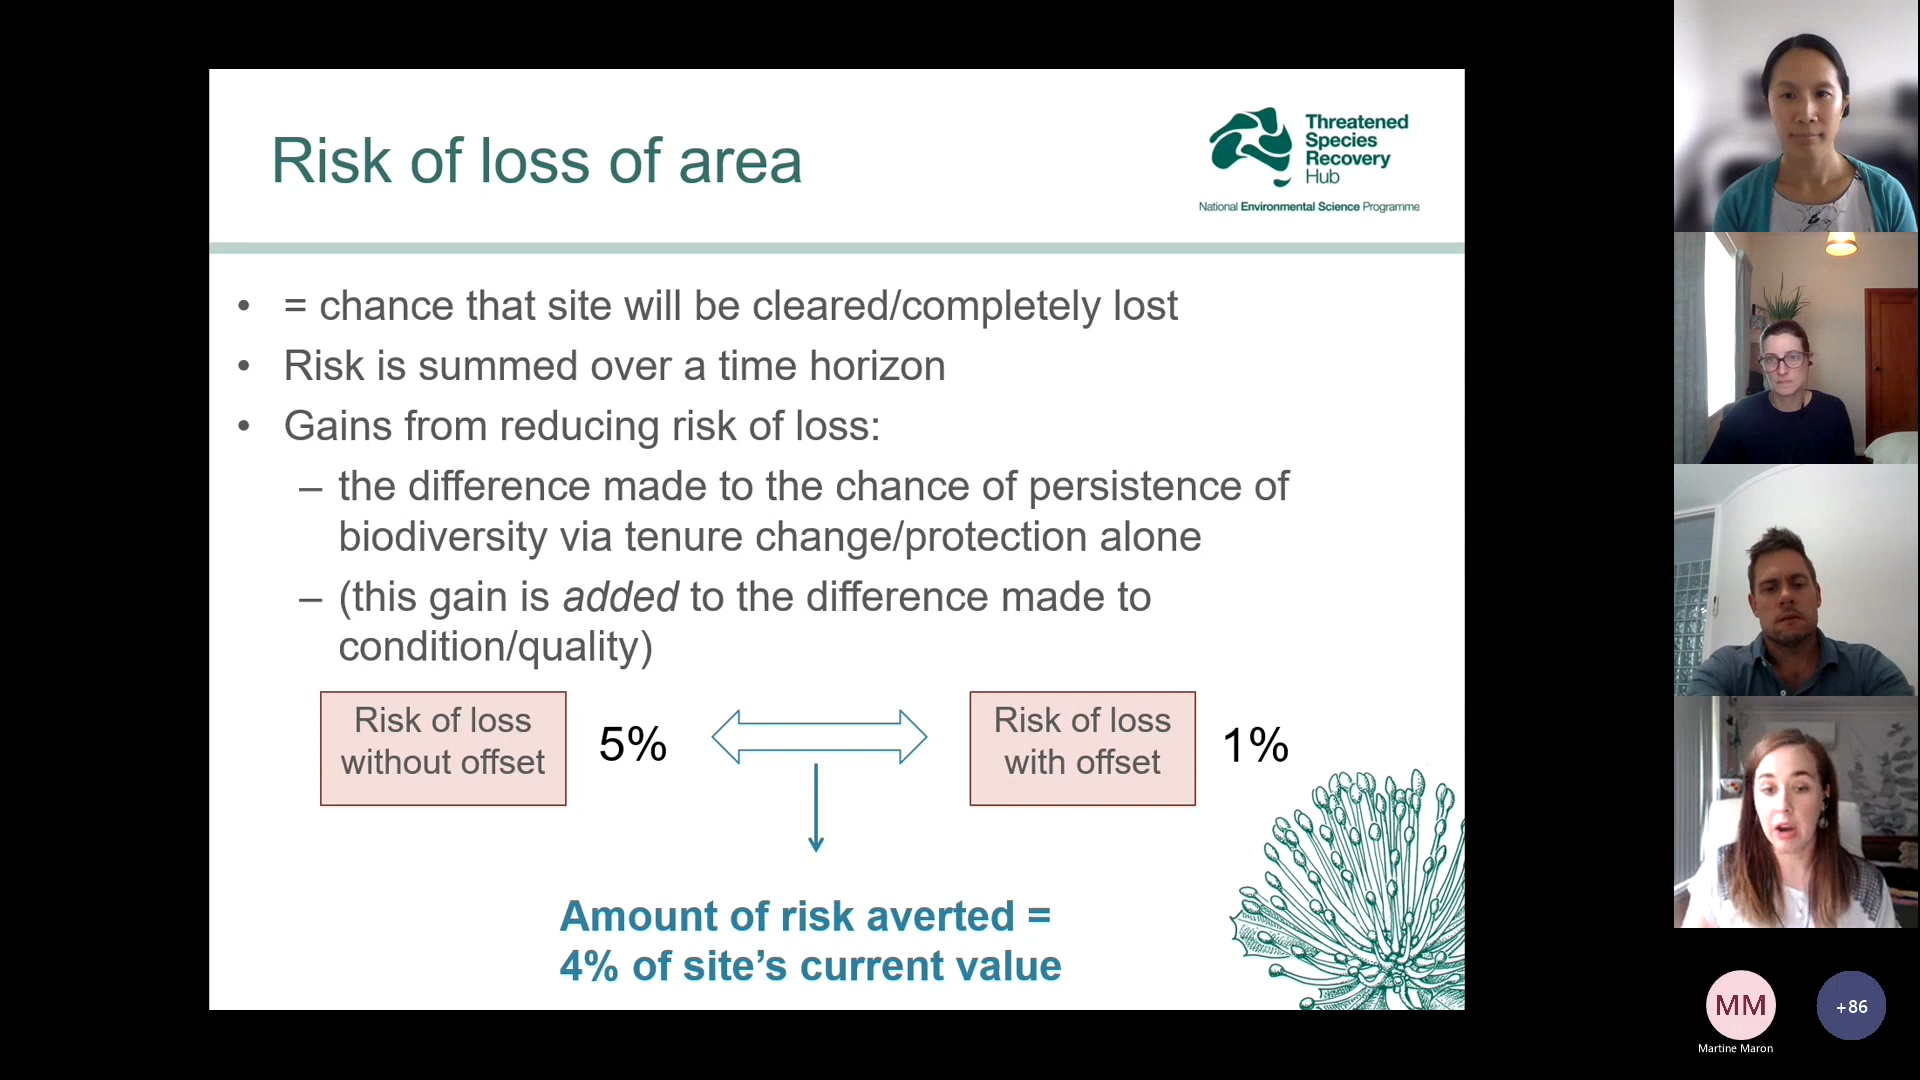 Risk of loss of area
Threatened
Species
Recovery
Hub
National Environmental Science Programme
• = chance that site will be cleared/completely lost
• Risk is summed over a time horizon
• Gains from reducing risk of loss:
– the difference made to the chance of persistence of
biodiversity via tenure change/protection alone
– (this gain is added to the difference made to
condition/quality)
Risk of loss
without offset
5%
Risk of loss
with offset
1%
Amount of risk averted =
4% of site’s current value
MM
Martine Maron
+86